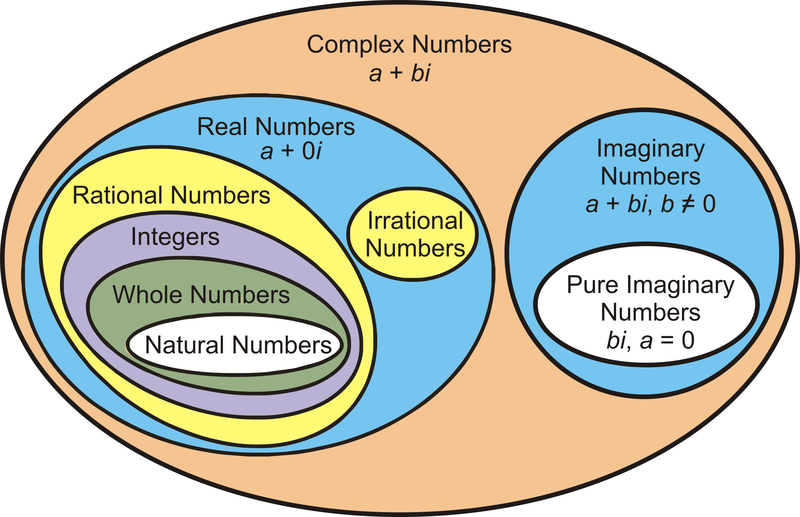 Complex Numbers
a + bi
Real Numbers
a + 0i
Rational Numbers
Integers
Whole Numbers
Natural Numbers
Irrational
Numbers
Imaginary
Numbers
a + bi, b ≠ 0
Pure Imaginary
Numbers
bi, a = 0